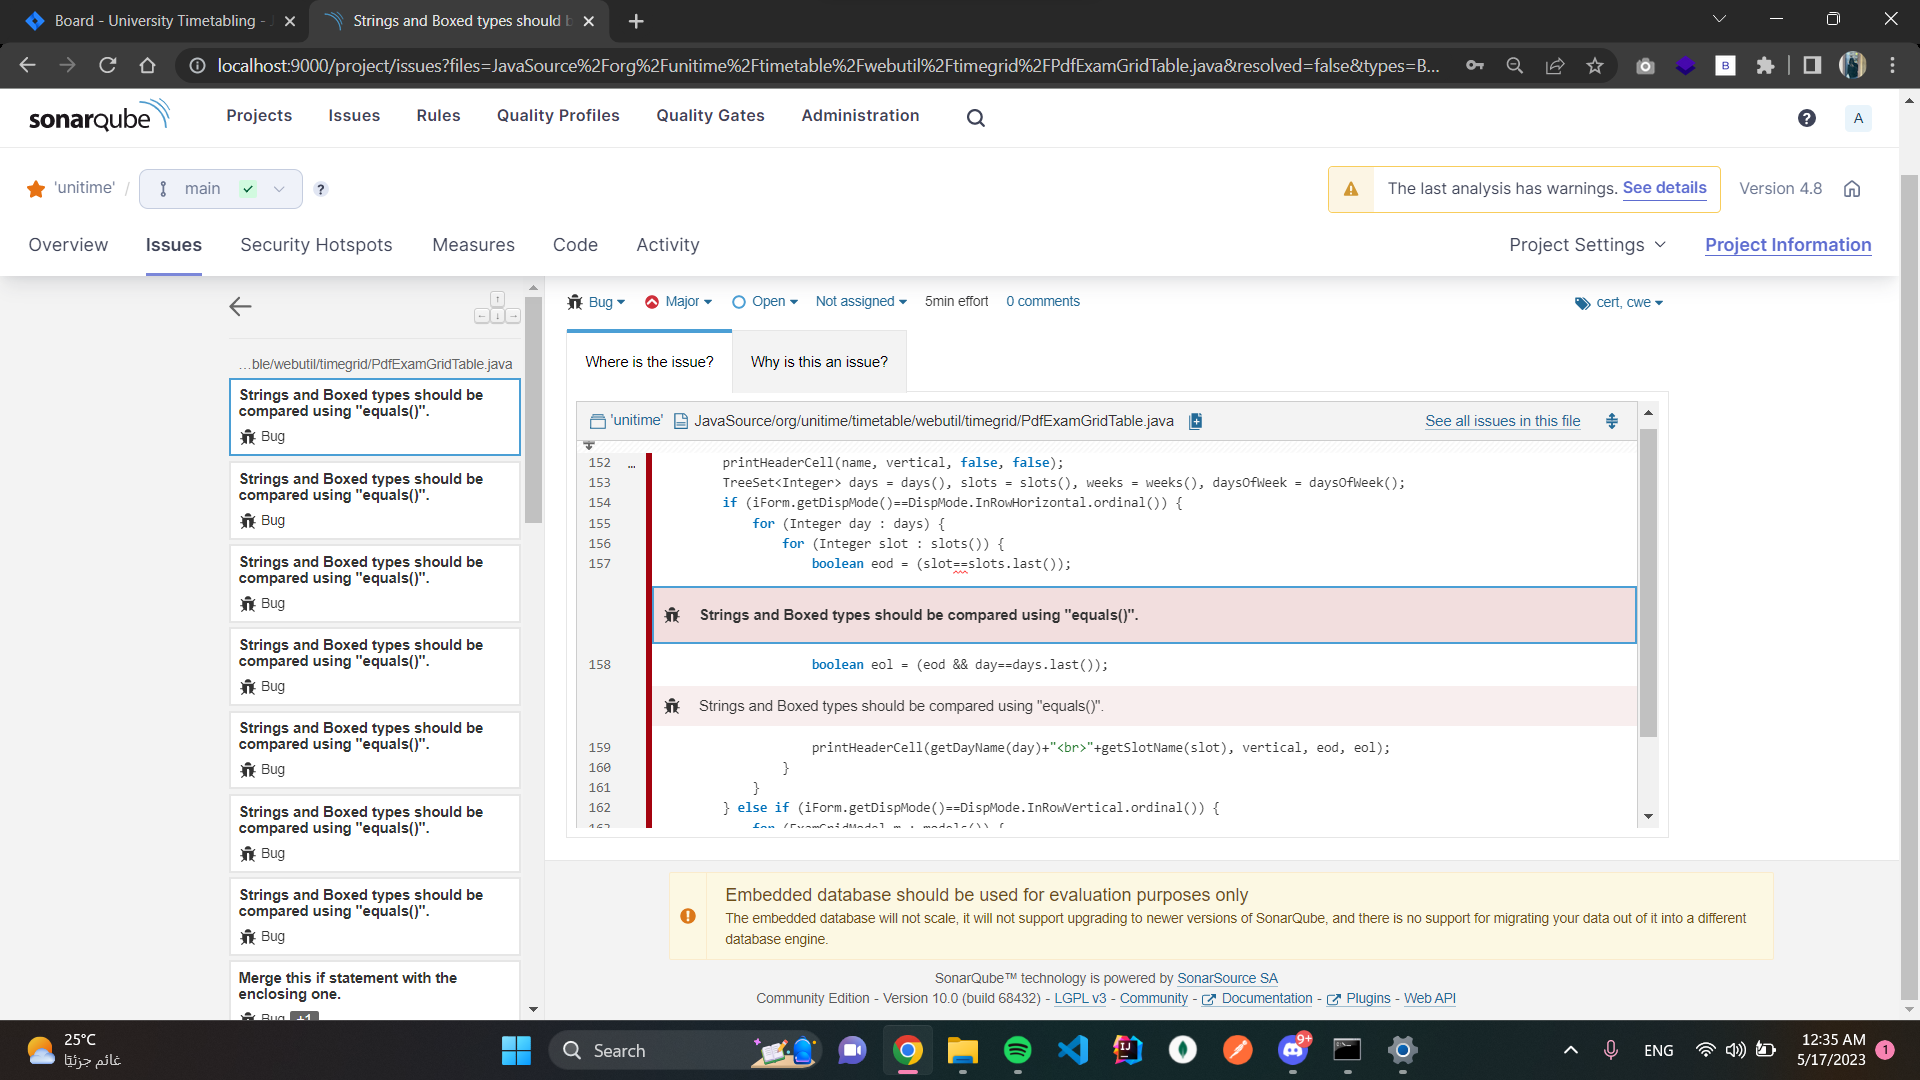 Board - University Timetabling - J
Strings and Boxed types should b
localhost:9000/project/issues?files=JavaSource%2Forg%2Funitime%2Ftimetable%2Fwebutil%2Ftimegrid%2FPdfExamGridTable.java&resolved=false&types=B...
sonarqube
Projects
Issues
Rules
Quality Profiles
Quality Gates
Administration
?
A
'unitime' /
main
?
The last analysis has warnings. See details
Version 4.8
Overview
Issues
Security Hotspots
Measures
Code
Activity
Project Settings
Project Information
…ble/webutil/timegrid/PdfExamGridTable.java
Strings and Boxed types should be
compared using "equals()".
Bug
Strings and Boxed types should be
compared using "equals()".
Bug
Strings and Boxed types should be
compared using "equals()".
Bug
Strings and Boxed types should be
compared using "equals()".
Bug
Strings and Boxed types should be
compared using "equals()".
Bug
Strings and Boxed types should be
compared using "equals()".
Bug
Strings and Boxed types should be
compared using "equals()".
Bug
Merge this if statement with the
enclosing one.
Bug +1
Bug
Major
Open
Not assigned
5min effort
0 comments
cert, cwe
Where is the issue?
Why is this an issue?
'unitime' JavaSource/org/unitime/timetable/webutil/timegrid/PdfExamGridTable.java
See all issues in this file
152 … printHeaderCell(name, vertical, false, false);
153 TreeSet<Integer> days = days(), slots = slots(), weeks = weeks(), daysOfWeek = daysOfWeek();
154 if (iForm.getDispMode()==DispMode.InRowHorizontal.ordinal()) {
155 for (Integer day : days) {
156 for (Integer slot : slots()) {
157 boolean eod = (slot==slots.last());
Strings and Boxed types should be compared using "equals()".
158 boolean eol = (eod && day==days.last());
Strings and Boxed types should be compared using "equals()".
159 printHeaderCell(getDayName(day)+"<br>"+getSlotName(slot), vertical, eod, eol);
160 }
161 }
162 } else if (iForm.getDispMode()==DispMode.InRowVertical.ordinal()) {
163 for (ExamGridModel m : models()) {
Embedded database should be used for evaluation purposes only
The embedded database will not scale, it will not support upgrading to newer versions of SonarQube, and there is no support for migrating your data out of it into a different
database engine.
SonarQube™ technology is powered by SonarSource SA
Community Edition - Version 10.0 (build 68432) - LGPL v3 - Community - Documentation - Plugins - Web API
25°C
غائم جزئيًا
Search
9+
ENG
12:35 AM
5/17/2023
1